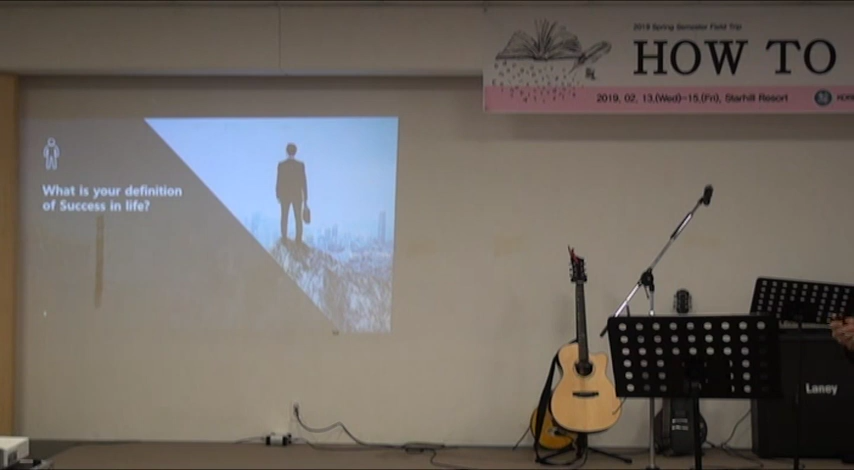 2019 Spring Semester Field Trip
HOW TO
2019. 02. 13.(Wed)-15.(Fri), Starhill Resort
What is your definition
of Success in life?
Laney